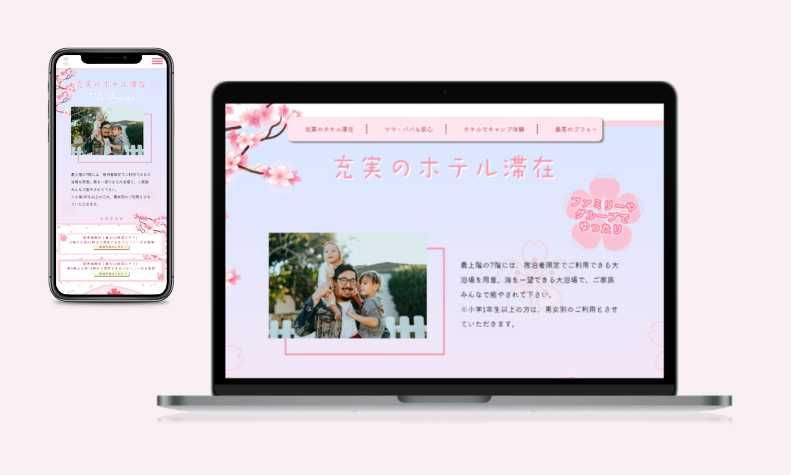 充実のホテル滞在
最上階の7階には、宿泊者限定でご利用できる大
浴場を用意。海を一望できる大浴場で、ご家族
みんなで癒やされて下さい。
※小学1年生以上の方は、男女別のご利用とさせ
ていただきます。
充実のホテル滞在 ママ・パパも安心 ホテルでキャンプ体験 最高のブフェー
充実のホテル滞在
ファミリーや
グループで
ゆったり
最上階の7階には、宿泊者限定でご利用できる大
浴場を用意。海を一望できる大浴場で、ご家族
みんなで癒やされて下さい。
※小学1年生以上の方は、男女別のご利用とさせ
ていただきます。